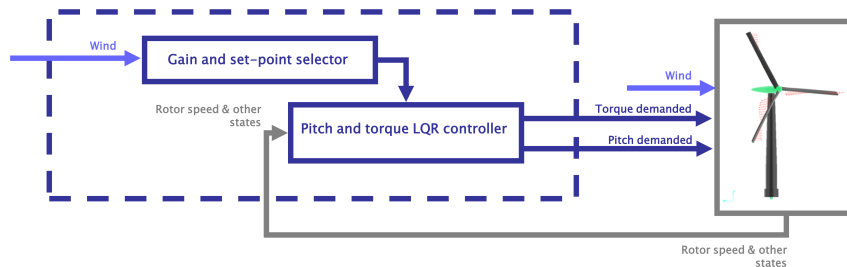 Wind
Gain and set-point selector
Wind
Rotor speed & other
states
Torque demanded
Pitch and torque LQR controller
Pitch demanded
Rotor speed & other
states